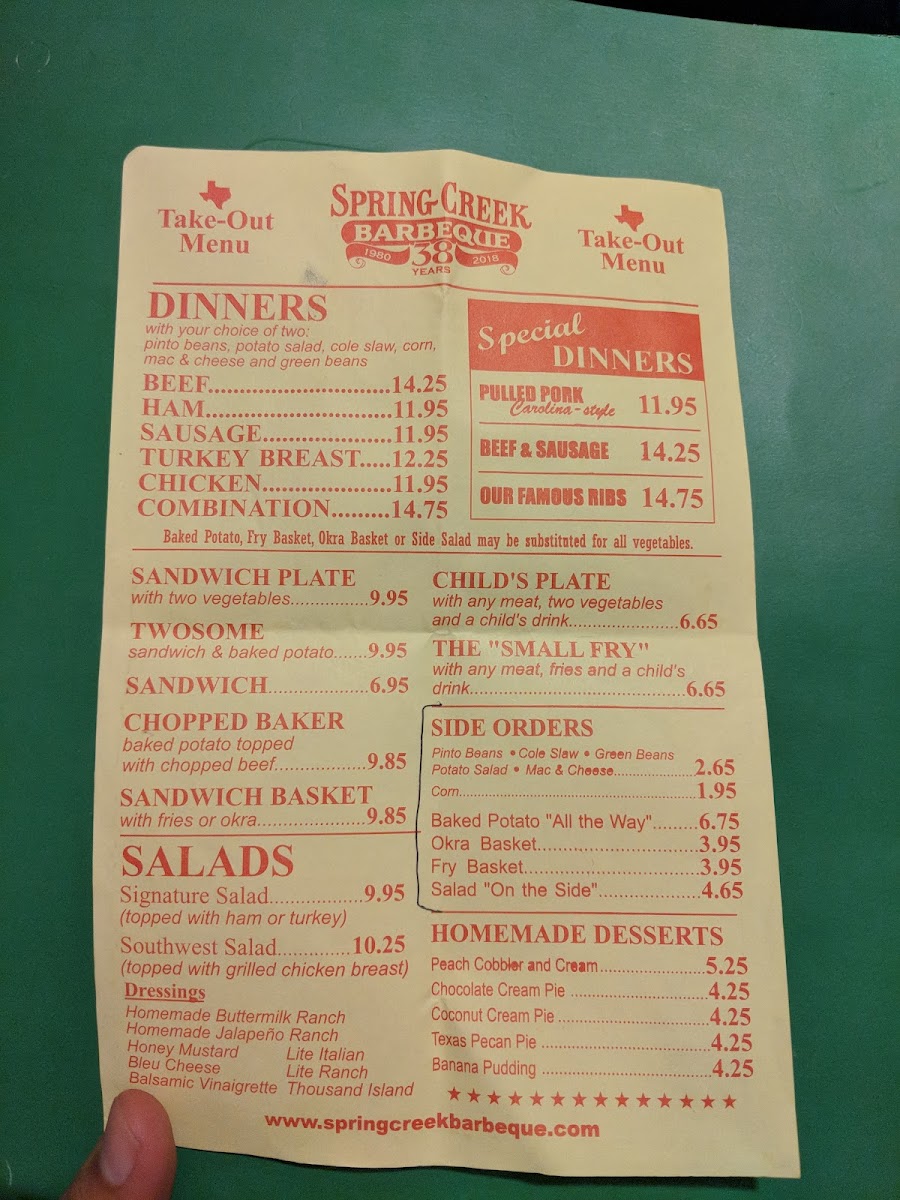 Take-Out
Menu
SPRING CREEK
BARBEQUE
1980 38 2018
YEARS
Take-Out
Menu
DINNERS
with your choice of two:
pinto beans, potato salad, cole slaw, corn,
mac & cheese and green beans
BEEF..............................14.25
HAM..............................11.95
SAUSAGE.....................11.95
TURKEY BREAST.....12.25
CHICKEN.....................11.95
COMBINATION.........14.75
Special
DINNERS
PULLED PORK
Carolina-style 11.95
BEEF & SAUSAGE 14.25
OUR FAMOUS RIBS 14.75
Baked Potato, Fry Basket, Okra Basket or Side Salad may be substituted for all vegetables.
SANDWICH PLATE
with two vegetables................9.95
TWOSOME
sandwich & baked potato.......9.95
SANDWICH......................6.95
CHOPPED BAKER
baked potato topped
with chopped beef..................9.85
SANDWICH BASKET
with fries or okra......................9.85
SALADS
Signature Salad...................9.95
(topped with ham or turkey)
Southwest Salad............10.25
(topped with grilled chicken breast)
Dressings
Homemade Buttermilk Ranch
Homemade Jalapeño Ranch
Honey Mustard Lite Italian
Bleu Cheese Lite Ranch
Balsamic Vinaigrette Thousand Island
CHILD'S PLATE
with any meat, two vegetables
and a child's drink......................6.65
THE "SMALL FRY"
with any meat, fries and a child's
drink...........................................6.65
SIDE ORDERS
Pinto Beans • Cole Slaw • Green Beans
Potato Salad • Mac & Cheese................2.65
Corn................................................1.95
Baked Potato "All the Way".........6.75
Okra Basket...............................3.95
Fry Basket..................................3.95
Salad "On the Side"...................4.65
HOMEMADE DESSERTS
Peach Cobbler and Cream......................5.25
Chocolate Cream Pie ............................4.25
Coconut Cream Pie ...............................4.25
Texas Pecan Pie ...................................4.25
Banana Pudding ...................................4.25
www.springcreekbarbeque.com